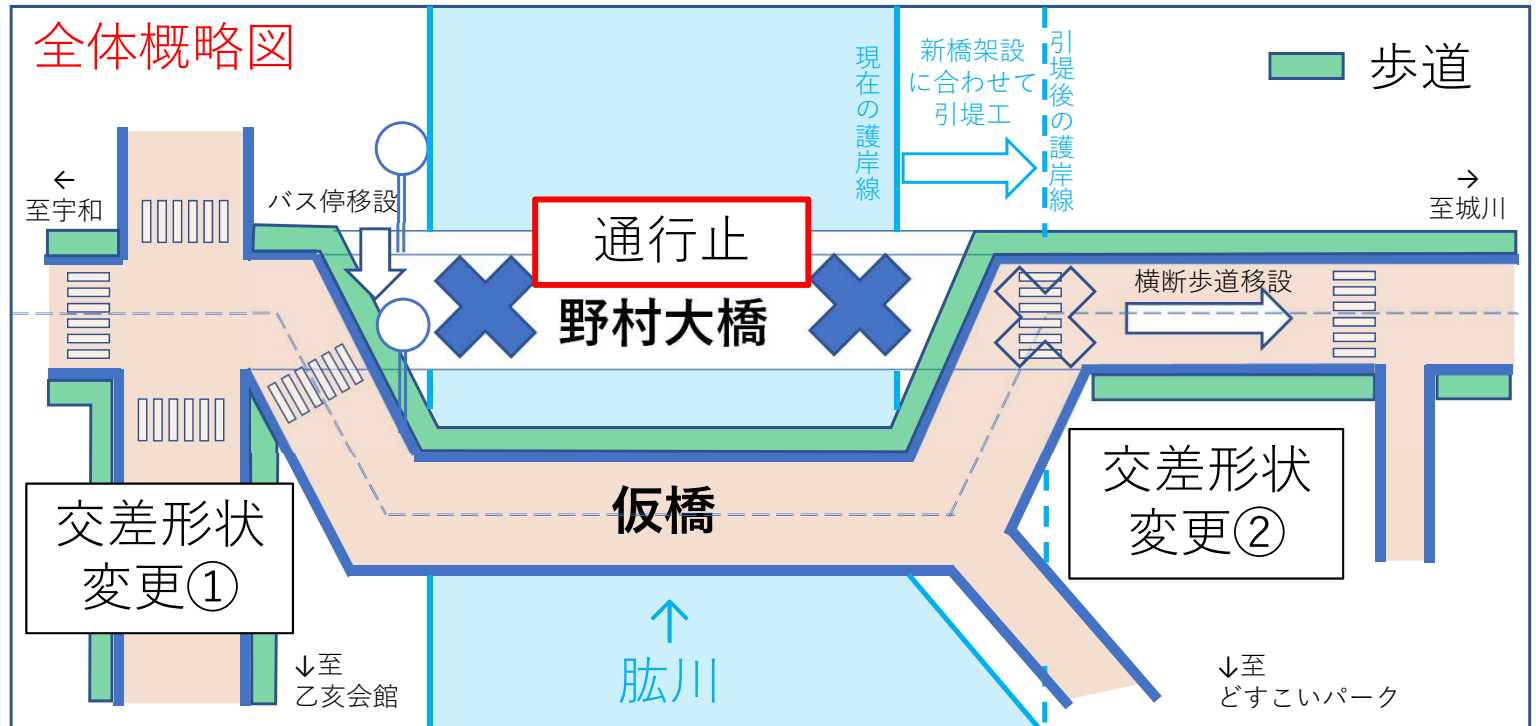 全体概略図
現在の護岸線
新橋架設
に合わせて
引堤工
引堤後の護岸線
歩道
←
至宇和
バス停移設
通行止
野村大橋
→
至城川
横断歩道移設
仮橋
交差形状
変更①
交差形状
変更②
↑
肱川
↓至
乙亥会館
↓至
どすこいパーク